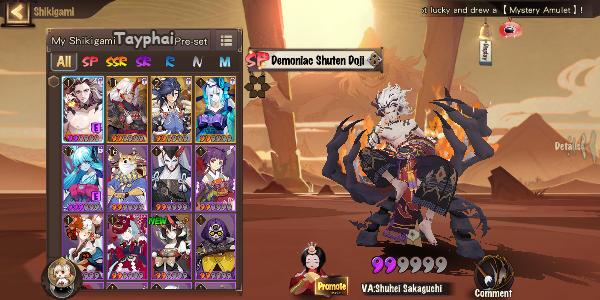 Shikigami
ot lucky and drew a 【 Mystery Amulet 】!
My Shikigami Tayphai Pre-set
All SP SSR SR R N M
SP Demoniac Shuten Doji
Display
Details
E
E
NEW
999999
VA:Shuhei Sakaguchi
Promote
Comment